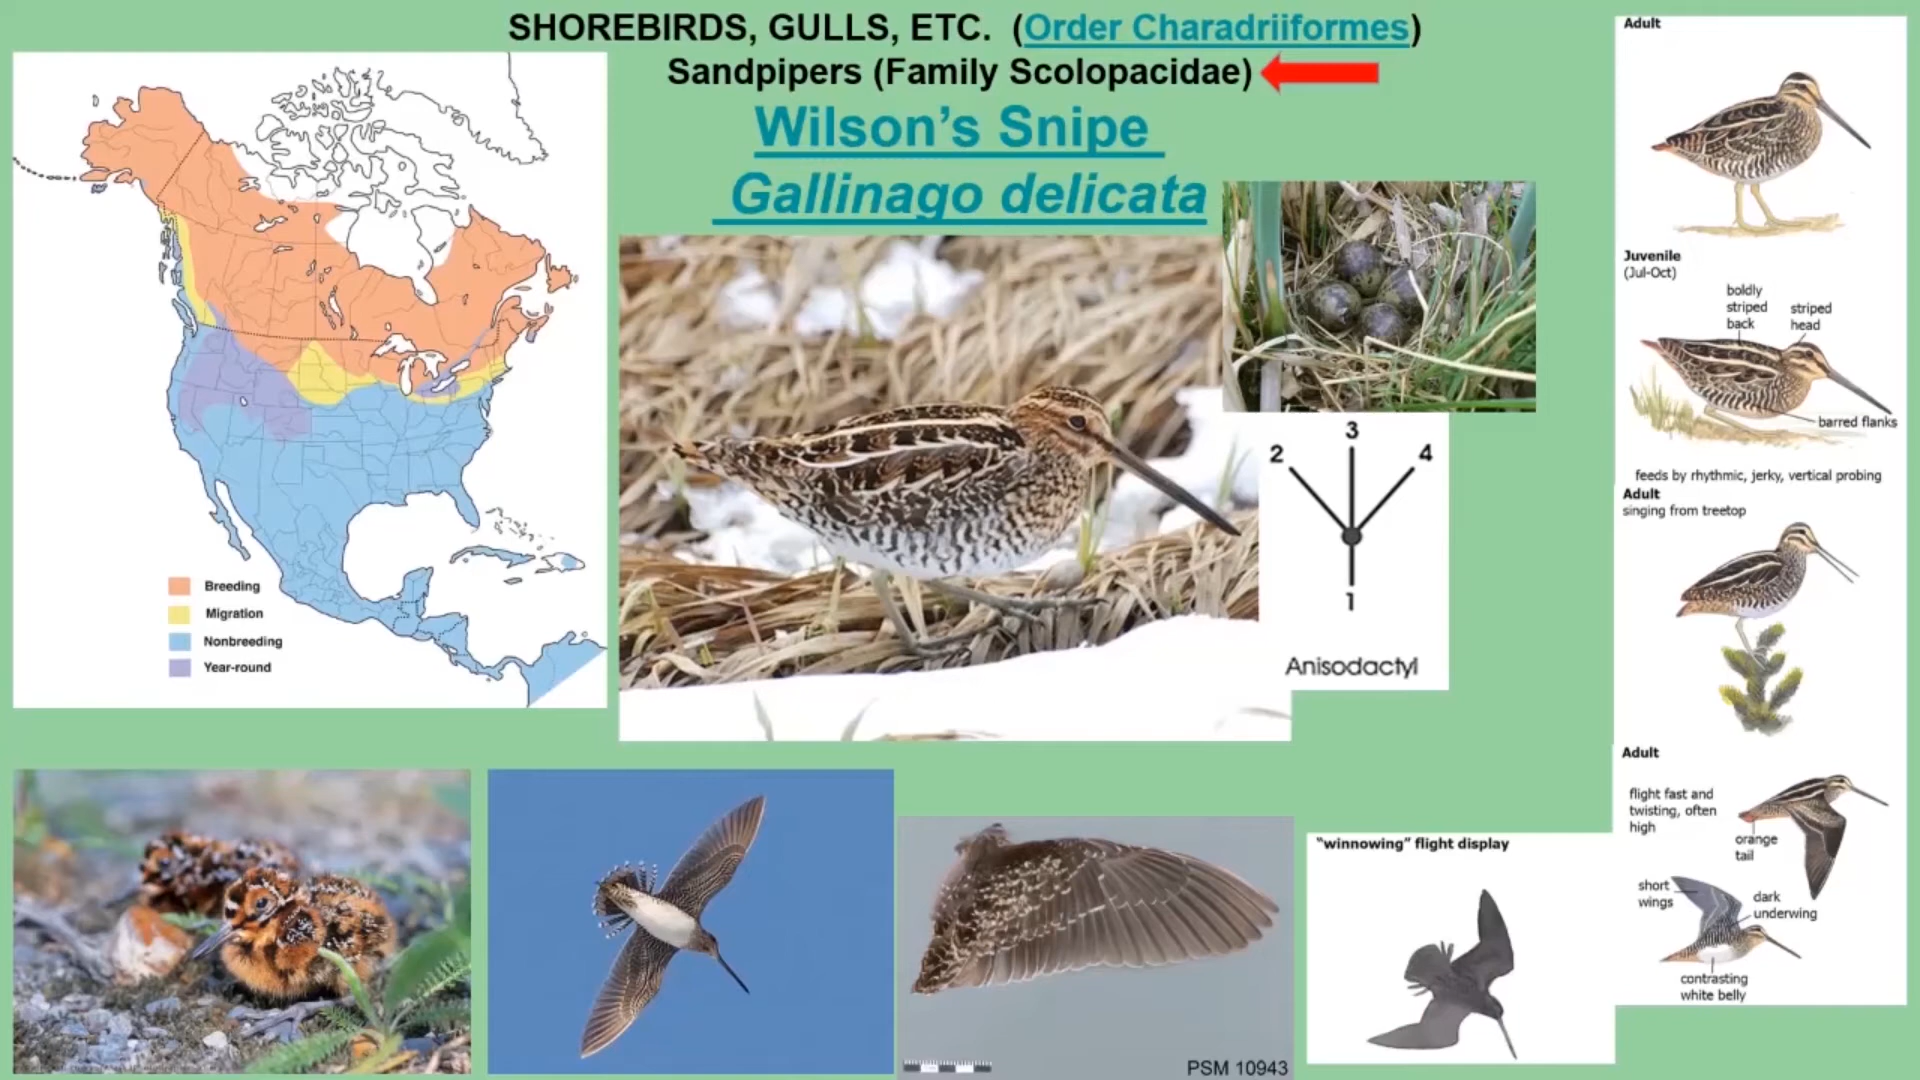 SHOREBIRDS, GULLS, ETC. (Order Charadriiformes)
Sandpipers (Family Scolopacidae)
Wilson’s Snipe
Gallinago delicata
Breeding
Migration
Nonbreeding
Year-round
3
2
4
1
Anisodactyl
PSM 10943
“winnowing” flight display
Adult
Juvenile
(Jul-Oct)
boldly
striped
back
striped
head
barred flanks
feeds by rhythmic, jerky, vertical probing
Adult
singing from treetop
Adult
flight fast and
twisting, often
high
orange
tail
short
wings
dark
underwing
contrasting
white belly